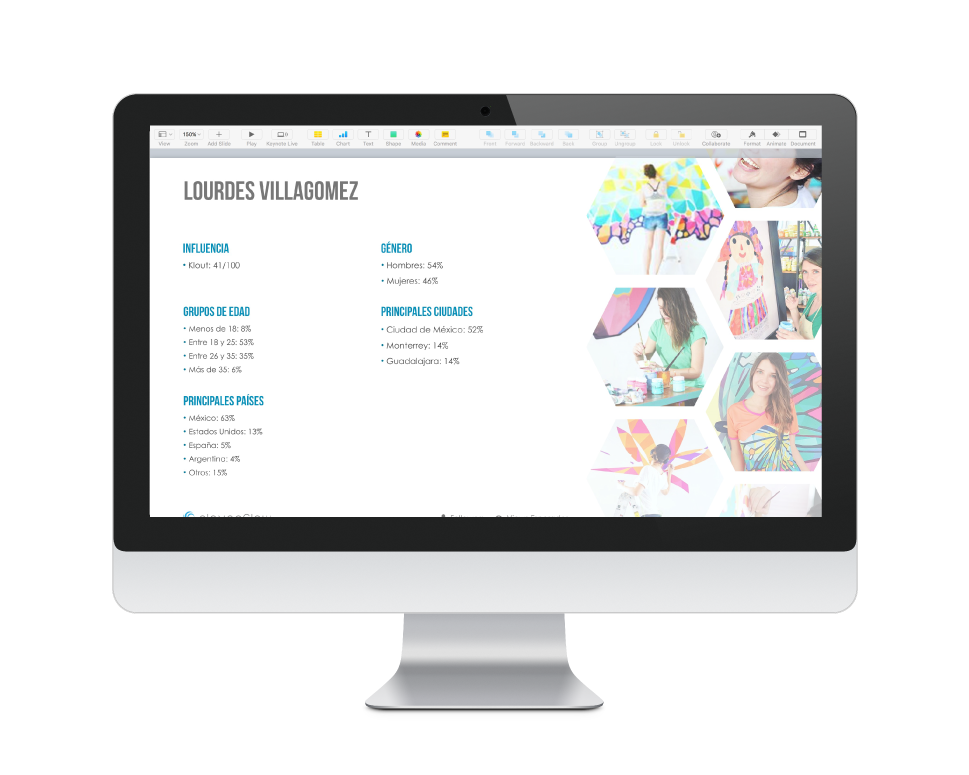 150%
View Zoom Add Slide Play Keynote Live Table Chart Text Shape Media Comment Front Forward Backward Back Group Ungroup Lock Unlock Collaborate Format Animate Document
LOURDES VILLAGOMEZ
INFLUENCIA
• Klout: 41/100
GÉNERO
• Hombres: 54%
• Mujeres: 46%
GRUPOS DE EDAD
• Menos de 18: 8%
• Entre 18 y 25: 53%
• Entre 26 y 35: 35%
• Más de 35: 6%
PRINCIPALES CIUDADES
• Ciudad de México: 52%
• Monterrey: 14%
• Guadalajara: 14%
PRINCIPALES PAÍSES
• México: 63%
• Estados Unidos: 13%
• España: 5%
• Argentina: 4%
• Otros: 15%